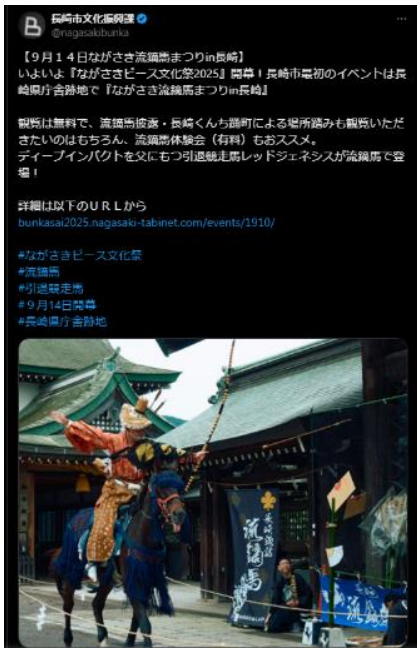 長崎市文化振興課
@nagasakibunka
【９月１４日ながさき流鏑馬まつりin長崎】
いよいよ『ながさきピース文化祭2025』開幕！長崎市最初のイベントは長
崎県庁舎跡地で『ながさき流鏑馬まつりin長崎』
観覧は無料で、流鏑馬披露・長崎くんち踊町による場所踏みも観覧いただ
きたいのはもちろん、流鏑馬体験会（有料）もおススメ。
ディープインパクトを父にもつ引退競走馬レッドジェネシスが流鏑馬で登
場！
詳細は以下のＵＲＬから
bunkasai2025.nagasaki-tabinet.com/events/1910/
#ながさきピース文化祭
#流鏑馬
#引退競走馬
#９月14日開幕
#長崎県庁舎跡地
長崎諏訪
流鏑馬
流鏑